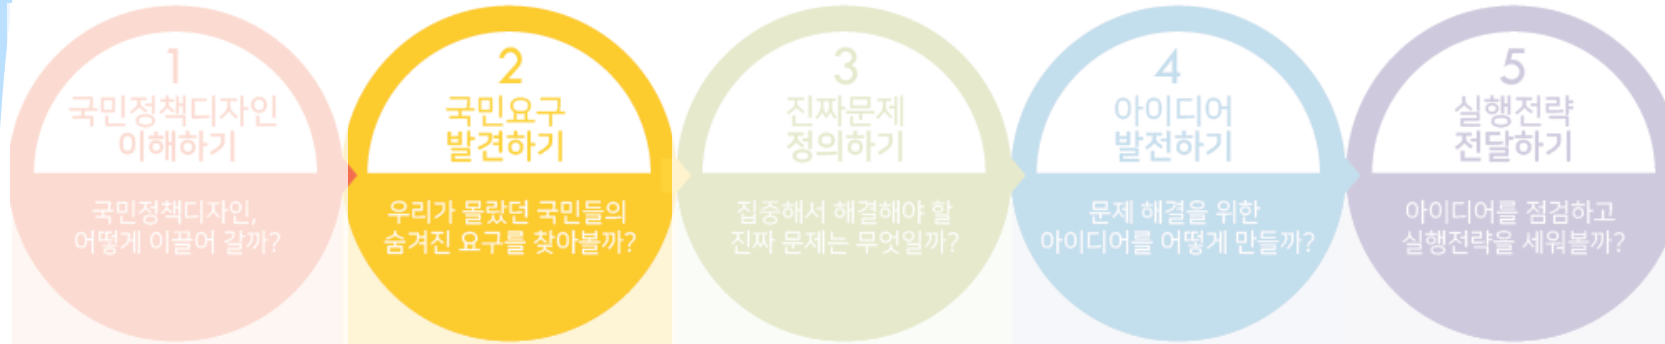 1
국민정책디자인
이해하기
국민정책디자인,
어떻게 이끌어 갈까?
2
국민요구
발견하기
우리가 몰랐던 국민들의
숨겨진 요구를 찾아볼까?
3
진짜문제
정의하기
집중해서 해결해야 할
진짜 문제는 무엇일까?
4
아이디어
발전하기
문제 해결을 위한
아이디어를 어떻게 만들까?
5
실행전략
전달하기
아이디어를 점검하고
실행전략을 세워볼까?